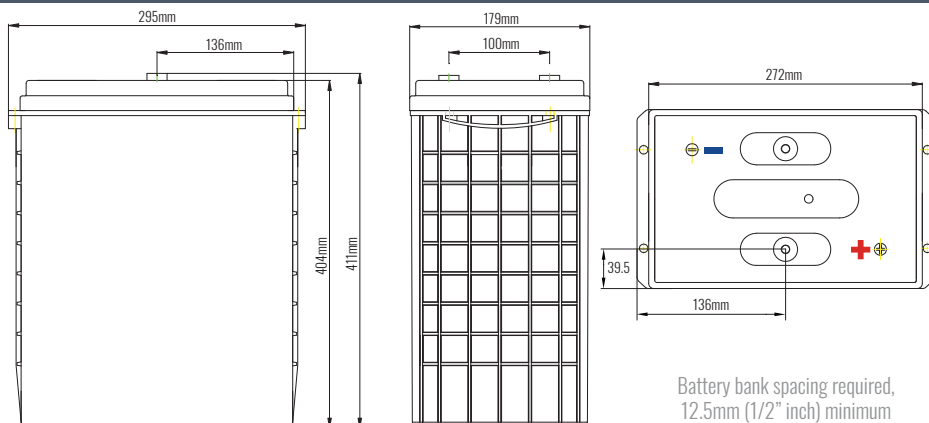 295mm
136mm
404mm
411mm
179mm
100mm
272mm
39.5
136mm
Battery bank spacing required,
12.5mm (1/2” inch) minimum